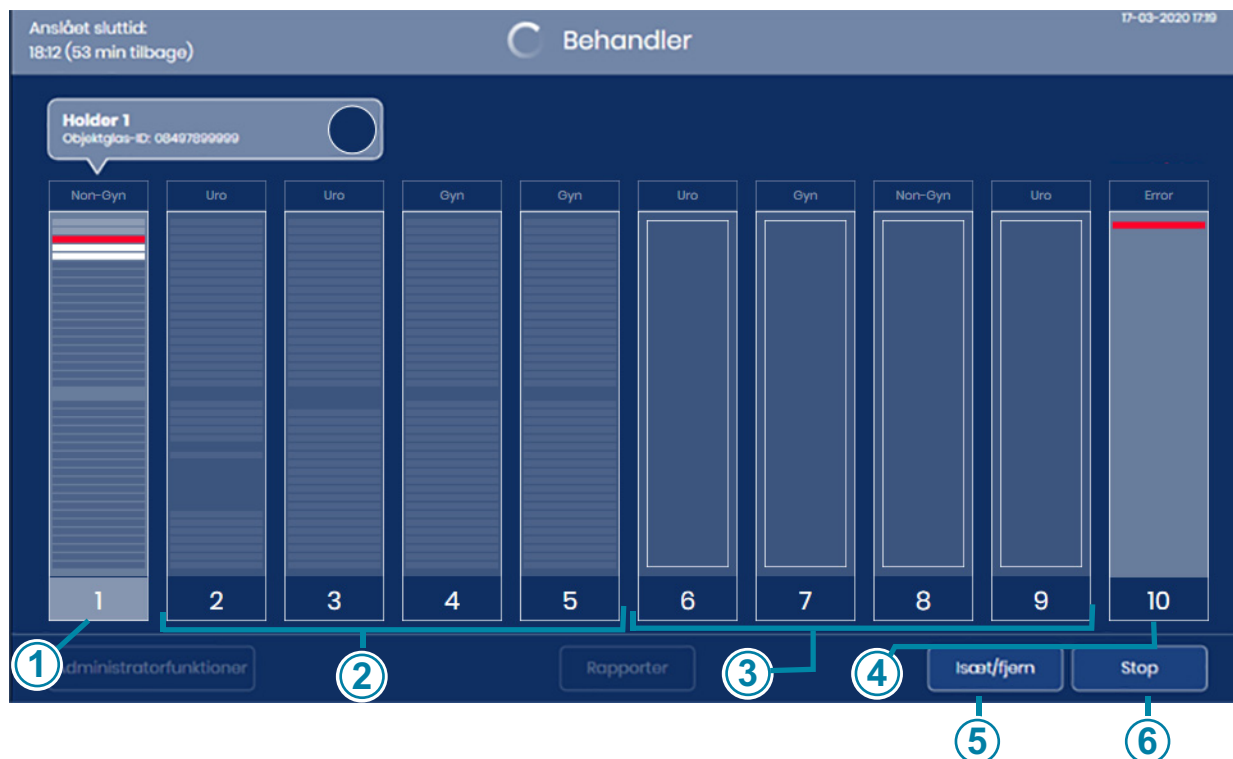 Anslået sluttid:
18:12 (53 min tilbage)
Behandler
17-03-2020 17:19
Holder 1
Objektglas-ID: 08497899999
Non-Gyn
Uro
Uro
Gyn
Gyn
Uro
Gyn
Non-Gyn
Uro
Error
1
2
3
4
5
6
7
8
9
10
1
dministratorfunktioner
2
Rapporter
3
4
Isæt/fjern
Stop
5
6